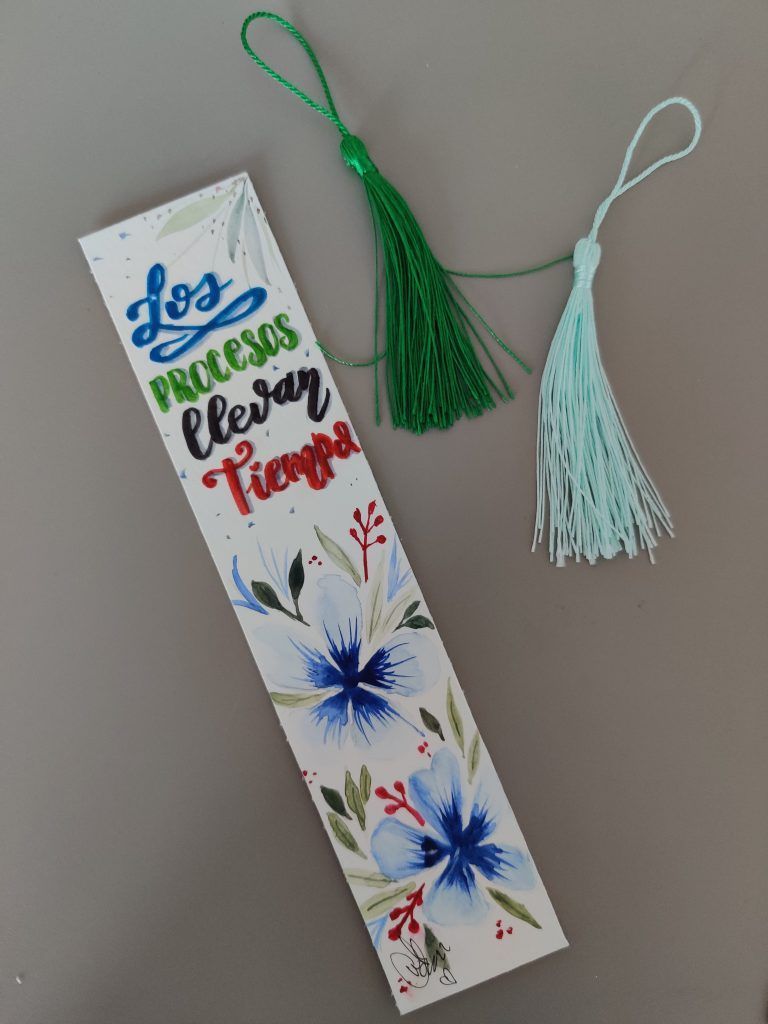 Los
PROCESOS
llevan
Tiempo